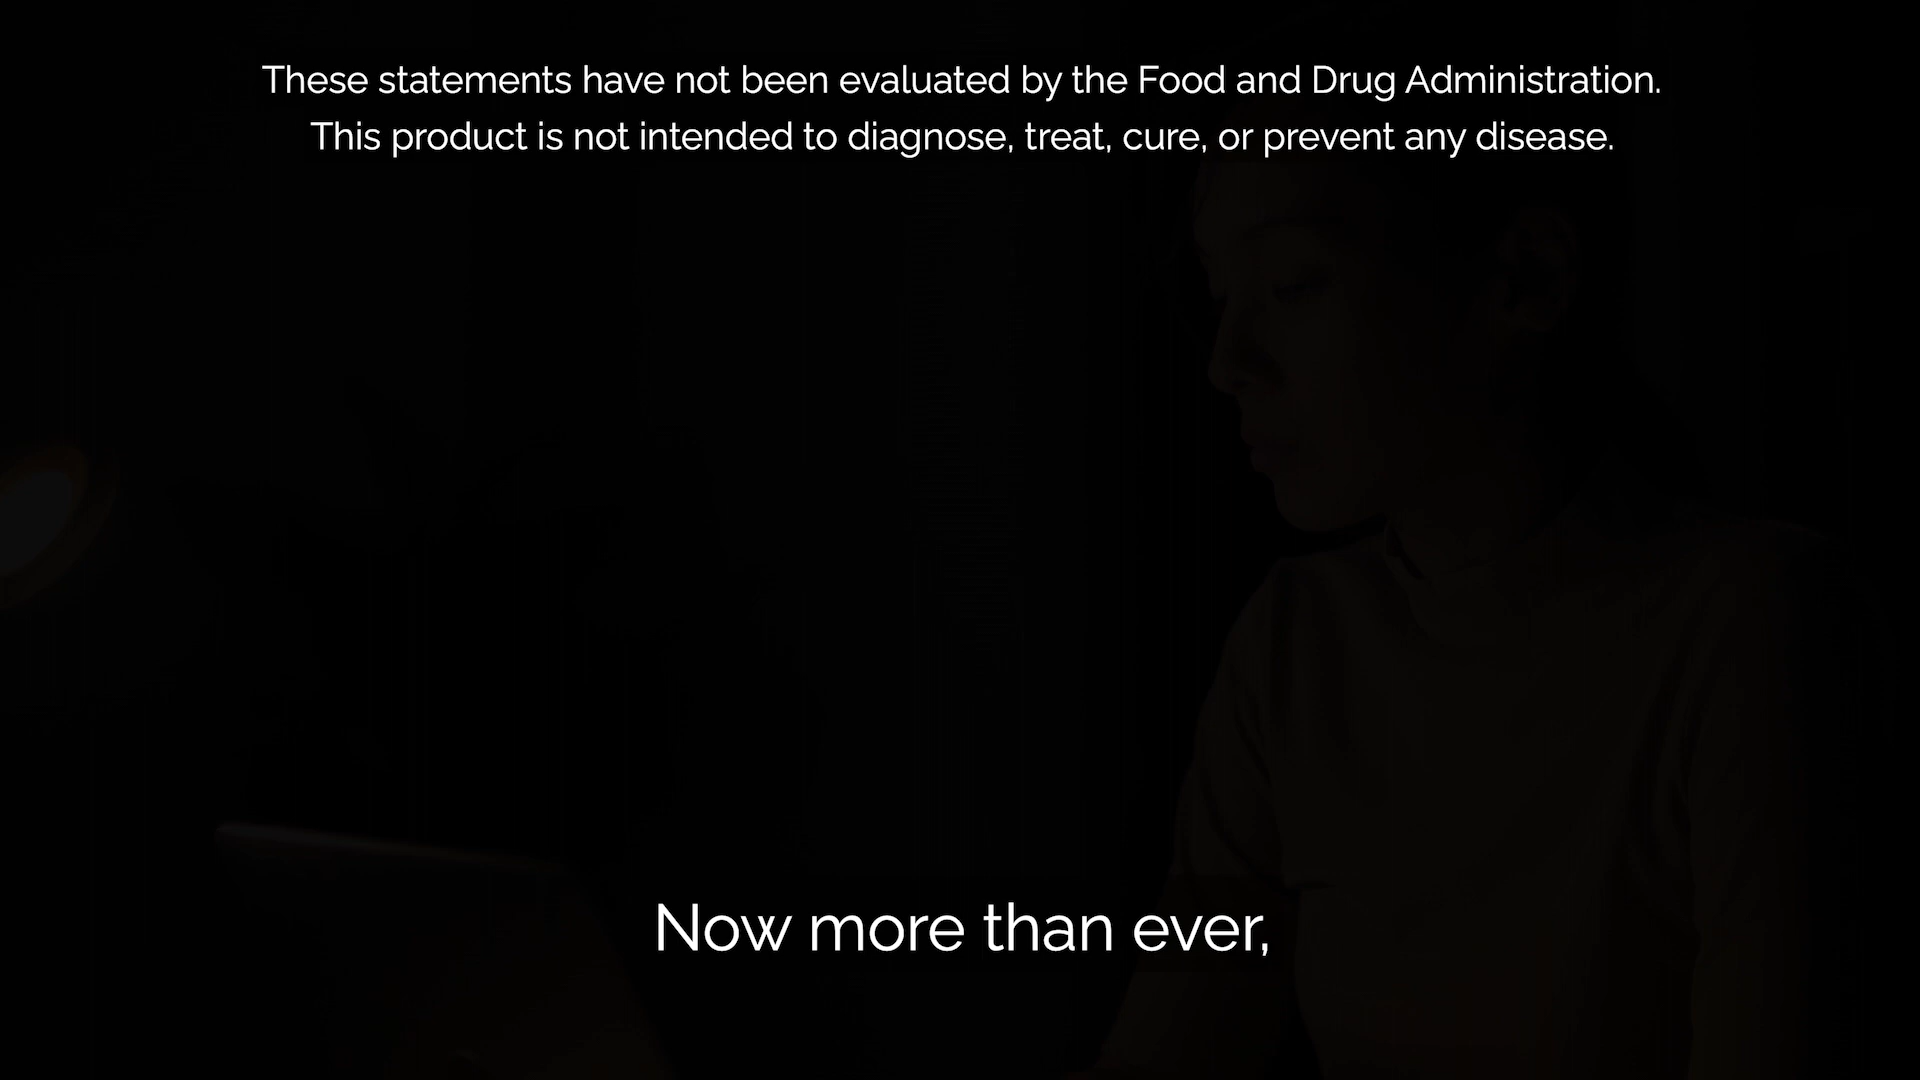 These statements have not been evaluated by the Food and Drug Administration.
This product is not intended to diagnose, treat, cure, or prevent any disease.
Now more than ever,